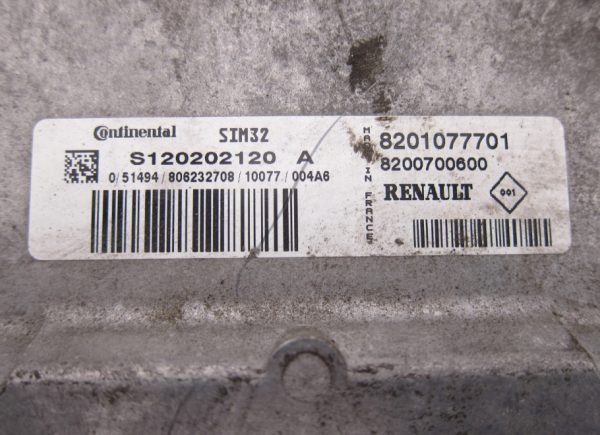 Continental SIM32
S120202120 A
0/51494/806232708/10077/004A6
MADE IN FRANCE
8201077701
8200700600
RENAULT 001